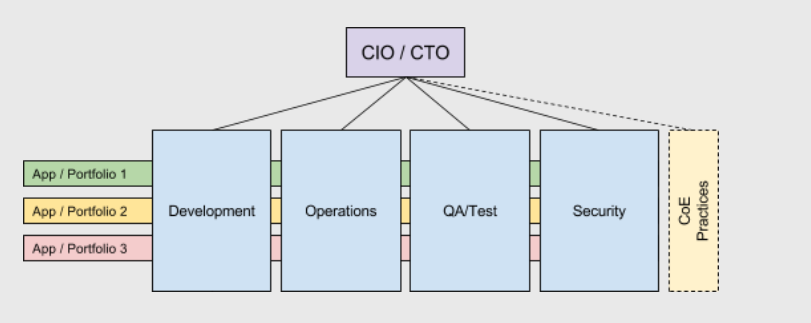 CIO / CTO
App / Portfolio 1
App / Portfolio 2
App / Portfolio 3
Development
Operations
QA/Test
Security
CoE
Practices